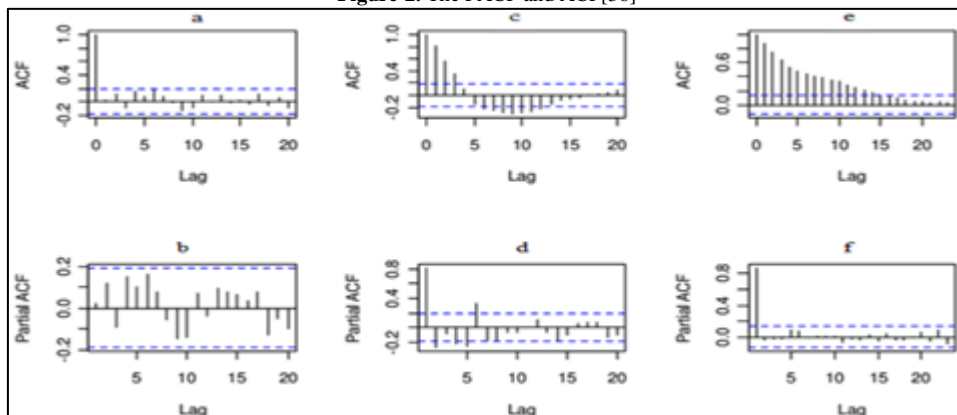 Figure 2. The PACF and ACF[30]
a c e
ACF 1.0 0.4 -0.2 ACF 1.0 0.4 -0.2 ACF 0.6 0.0
0 5 10 15 20 0 5 10 15 20 0 5 10 15 20
Lag Lag Lag
b d f
Partial ACF 0.2 0.0 -0.2 Partial ACF 0.8 0.4 -0.2 Partial ACF 0.8 0.4 0.0
5 10 15 20 5 10 15 20 5 10 15 20
Lag Lag Lag